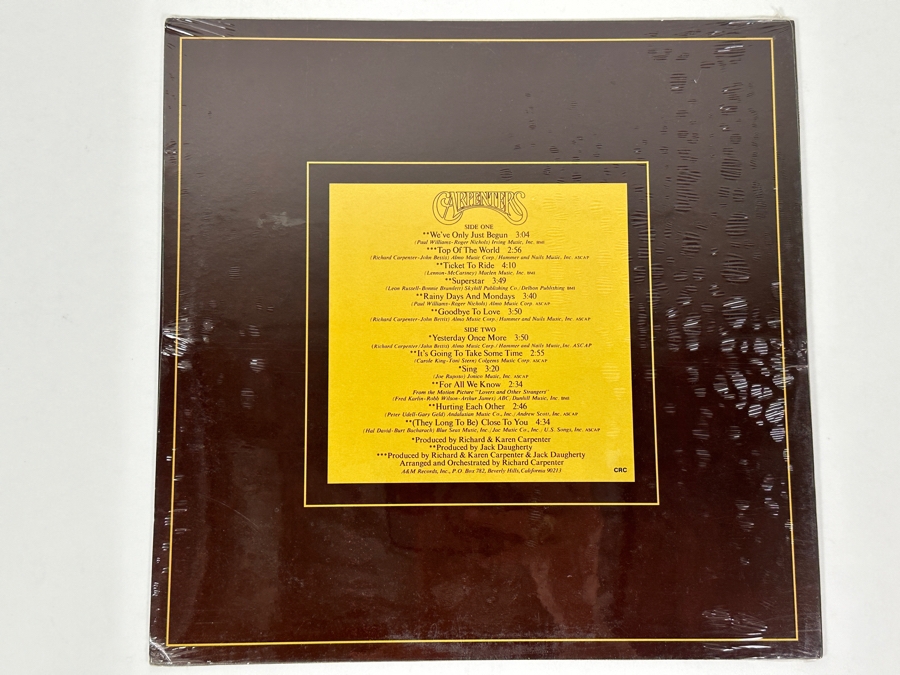 CARPENTERS
SIDE ONE
**We've Only Just Begun 3:04
(Paul Williams-Roger Nichols) Irving Music, Inc. BMI
***Top Of The World 2:56
(Richard Carpenter-John Bettis) Almo Music Corp./Hammer and Nails Music, Inc. ASCAP
**Ticket To Ride 4:10
(Lennon-McCartney) Maclen Music, Inc. BMI
**Superstar 3:49
(Leon Russell-Bonnie Bramlett) Skyhill Publishing Co./Delbon Publishing BMI
**Rainy Days And Mondays 3:40
(Paul Williams-Roger Nichols) Almo Music Corp. ASCAP
**Goodbye To Love 3:50
(Richard Carpenter-John Bettis) Almo Music Corp./Hammer and Nails Music, Inc. ASCAP
SIDE TWO
*Yesterday Once More 3:50
(Richard Carpenter/John Bettis) Almo Music Corp./Hammer and Nails Music, Inc. ASCAP
**It's Going To Take Some Time 2:55
(Carole King-Toni Stern) Colgems Music Corp. ASCAP
*Sing 3:20
(Joe Raposo) Jonico Music, Inc. ASCAP
**For All We Know 2:34
From the Motion Picture "Lovers and Other Strangers"
(Fred Karlin-Robb Wilson-Arthur James) ABC/Dunhill Music, Inc. BMI
**Hurting Each Other 2:46
(Peter Udell-Gary Geld) Andalusian Music Co., Inc./Andrew Scott, Inc. ASCAP
**(They Long To Be) Close To You 4:34
(Hal David-Burt Bacharach) Blue Seas Music, Inc./Jac Music Co., Inc./U.S. Songs, Inc. ASCAP
*Produced by Richard & Karen Carpenter
**Produced by Jack Daugherty
***Produced by Richard & Karen Carpenter & Jack Daugherty
Arranged and Orchestrated by Richard Carpenter
A&M Records, Inc., P.O. Box 782, Beverly Hills, California 90213
CRC